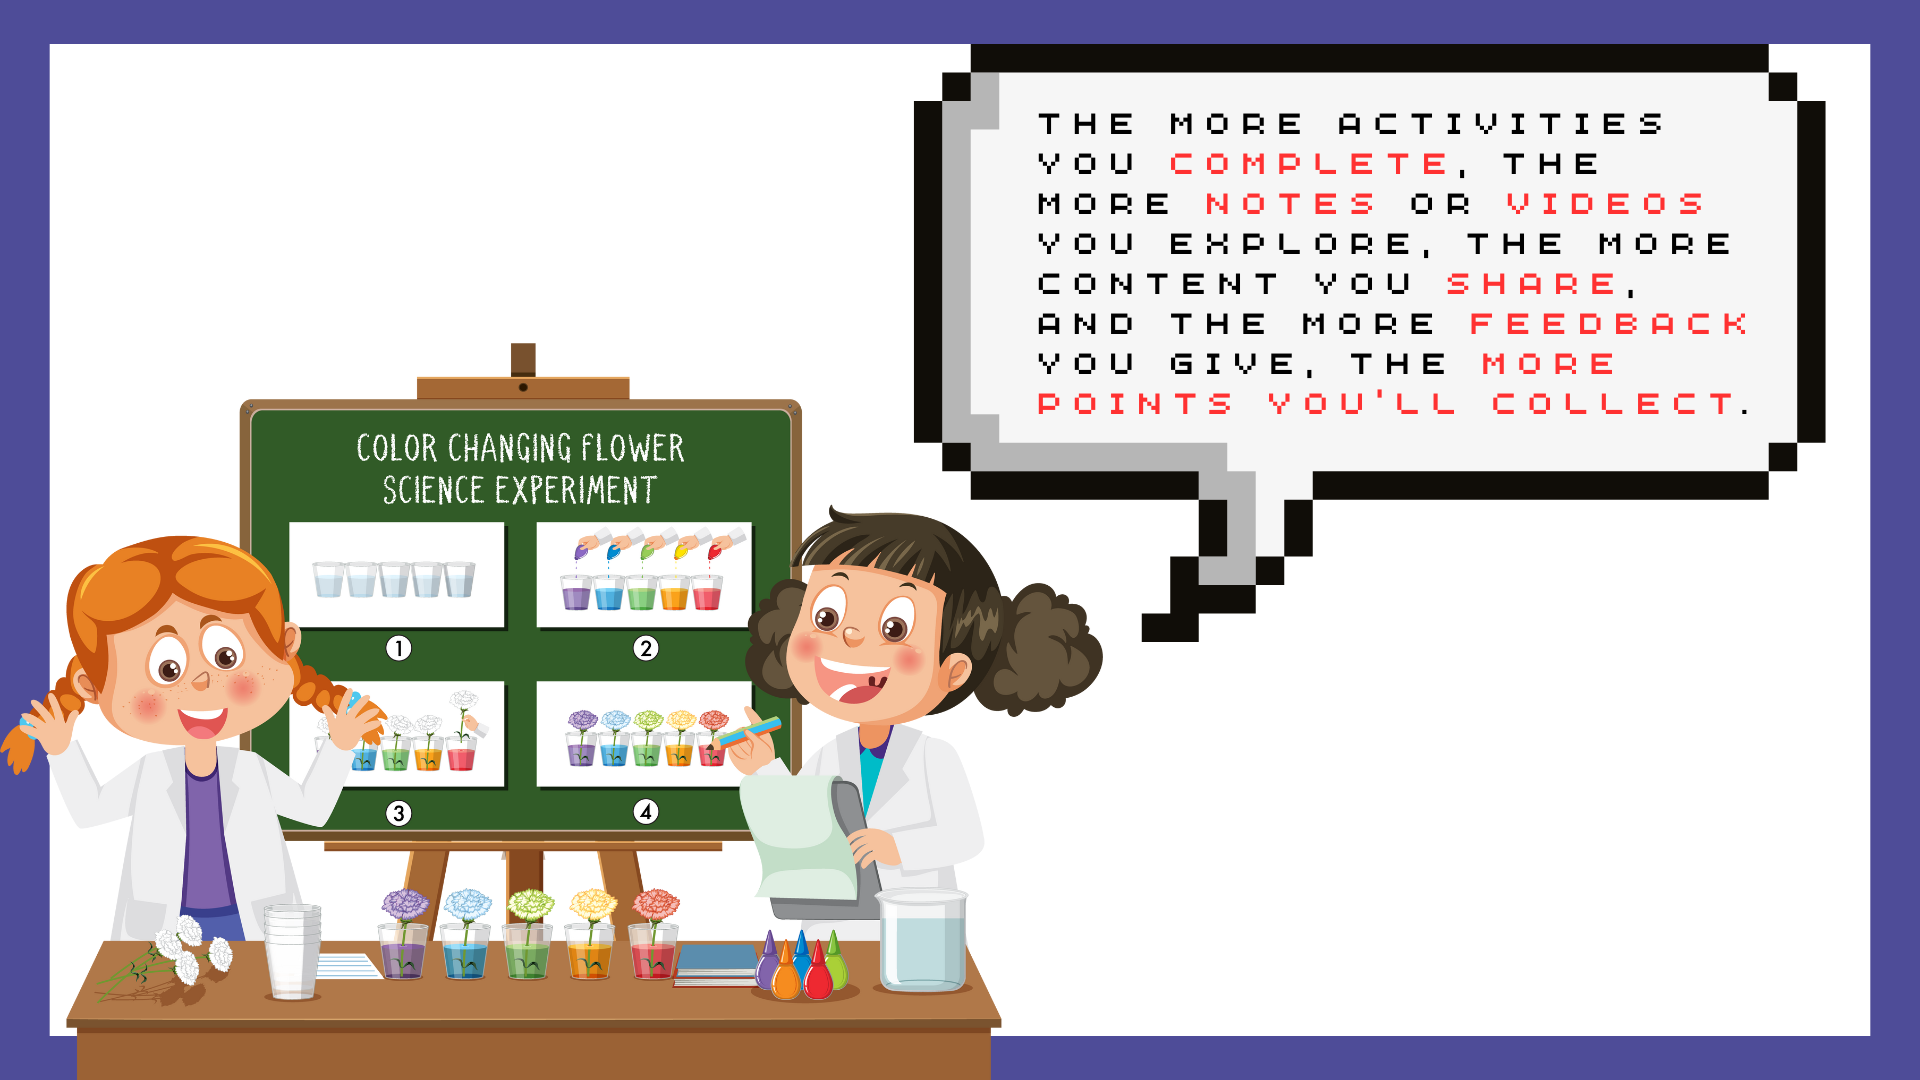 THE MORE ACTIVITIES
YOU COMPLETE, THE
MORE NOTES OR VIDEOS
YOU EXPLORE, THE MORE
CONTENT YOU SHARE,
AND THE MORE FEEDBACK
YOU GIVE, THE MORE
POINTS YOU'LL COLLECT.
COLOR CHANGING FLOWER
SCIENCE EXPERIMENT
1
2
3
4